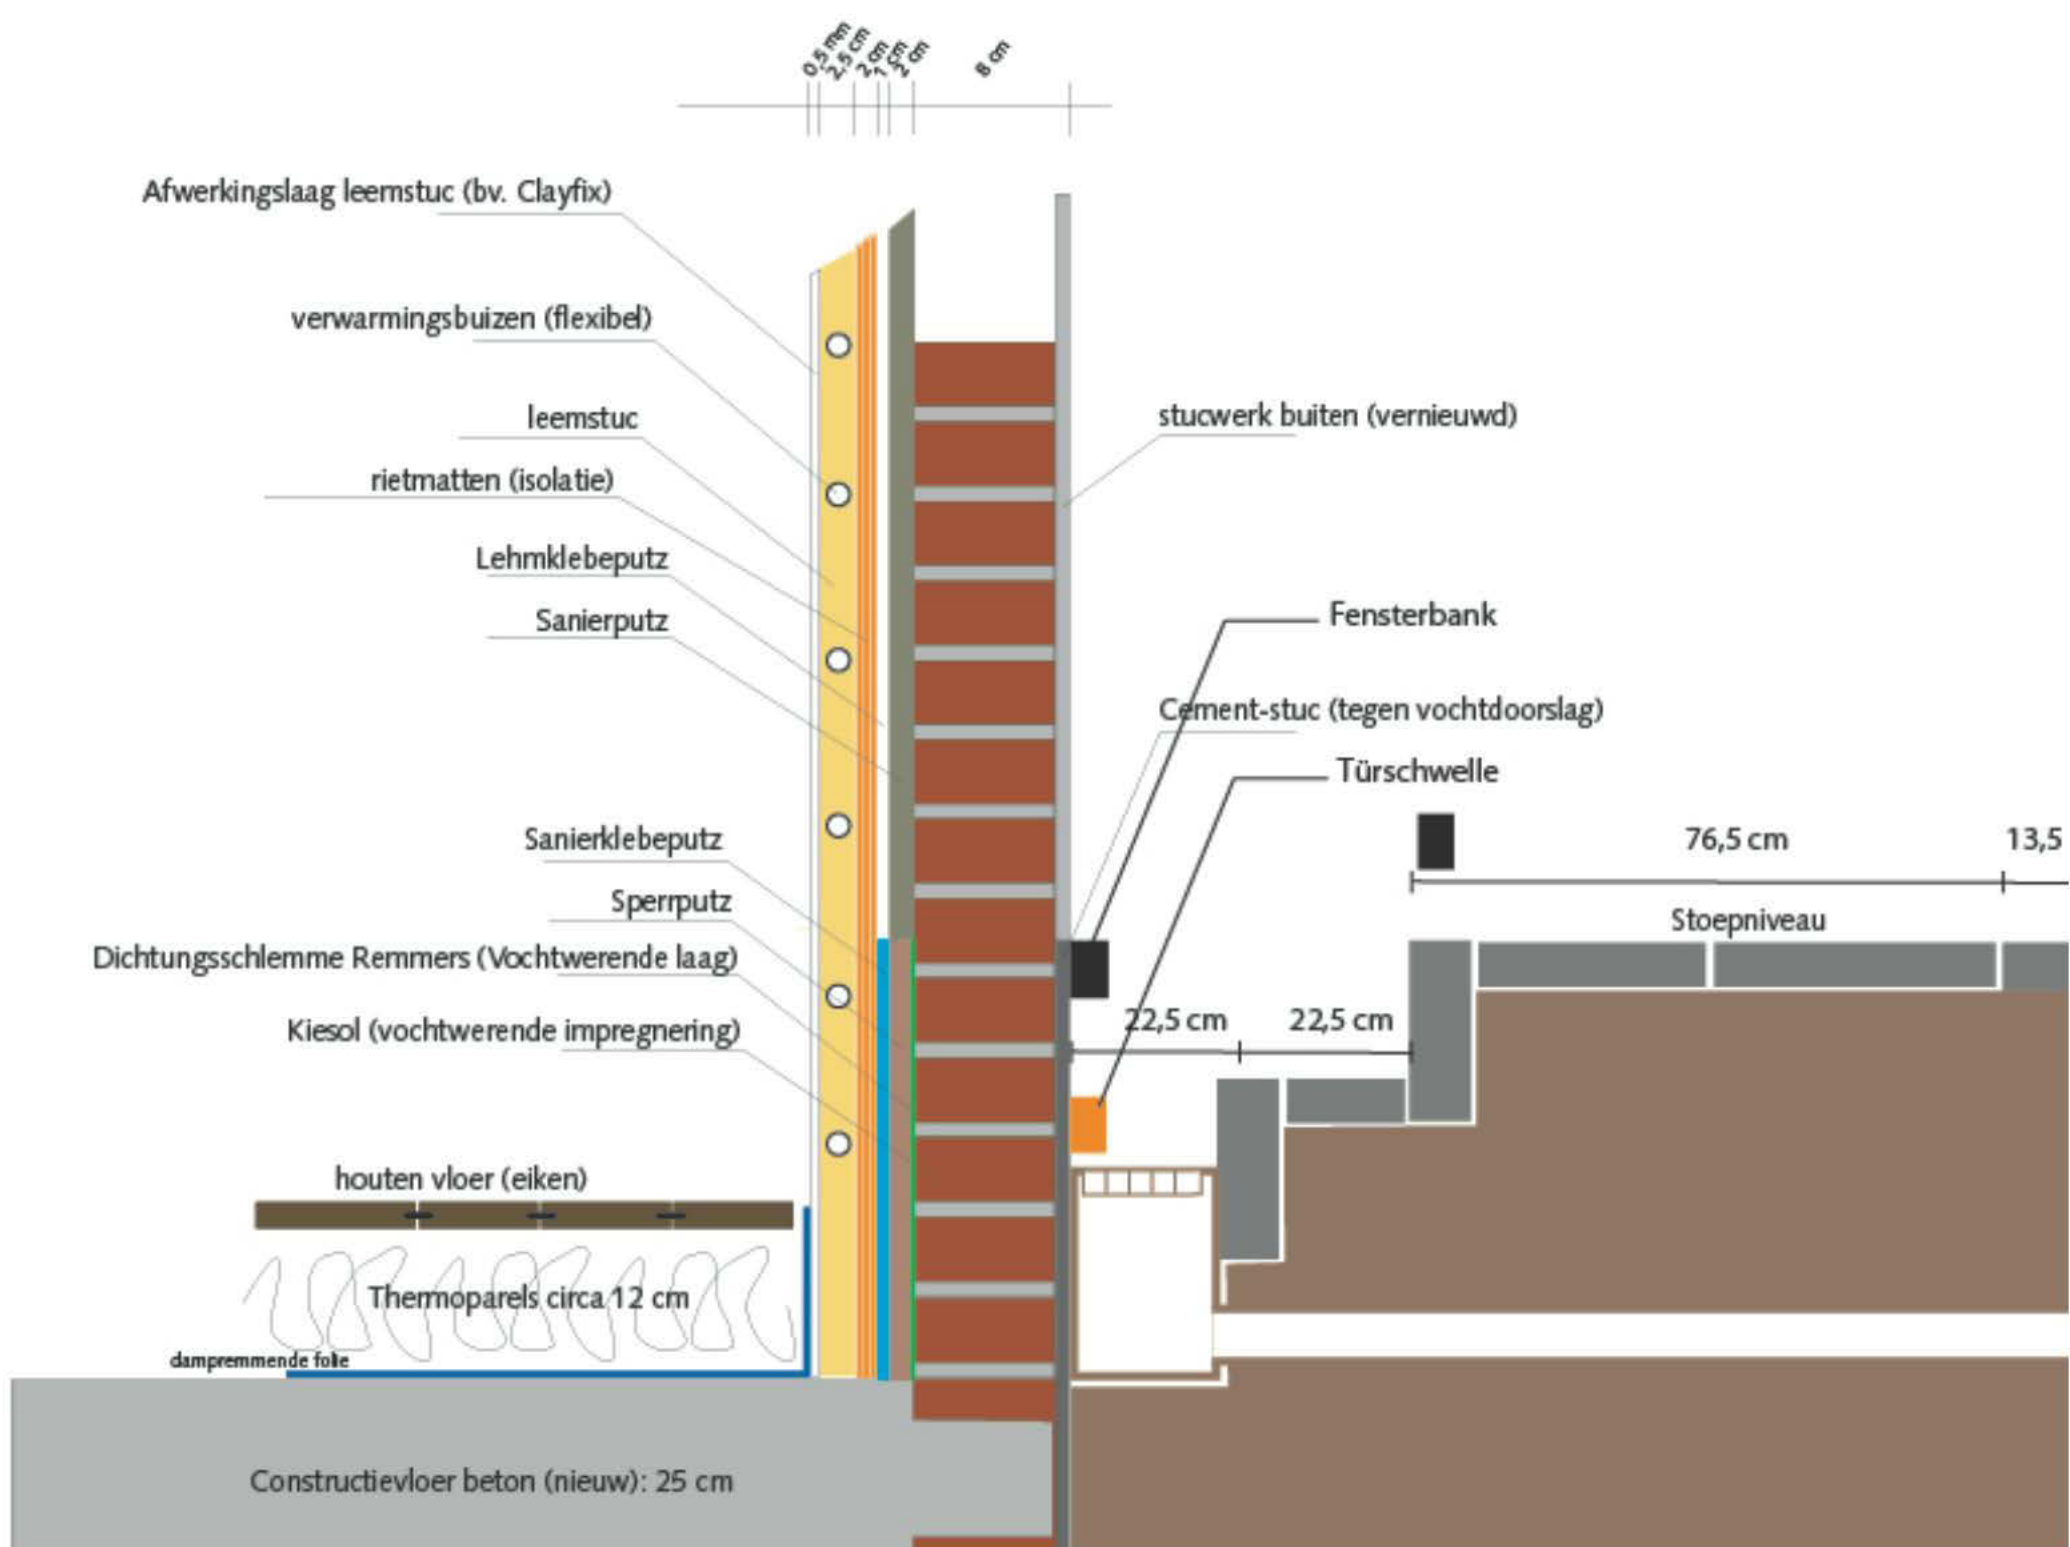 0,5 mm
2,5 cm
2 cm
1 cm
2 cm
8 cm
Afwerkingslaag leemstuc (bv. Clayfix)
verwarmingsbuizen (flexibel)
leemstuc
stucwerk buiten (vernieuwd)
rietmatten (isolatie)
Lehmklebeputz
Sanierputz
Fensterbank
Cement-stuc (tegen vochtdoorslag)
Türschwelle
Sanierklebeputz
76,5 cm
13,5
Sperrputz
Stoepniveau
Dichtungsschlemme Remmers (Vochtwerende laag)
Kiesol (vochtwerende impregnering)
22,5 cm
22,5 cm
houten vloer (eiken)
Thermoparels circa 12 cm
dampremmende folie
Constructievloer beton (nieuw): 25 cm